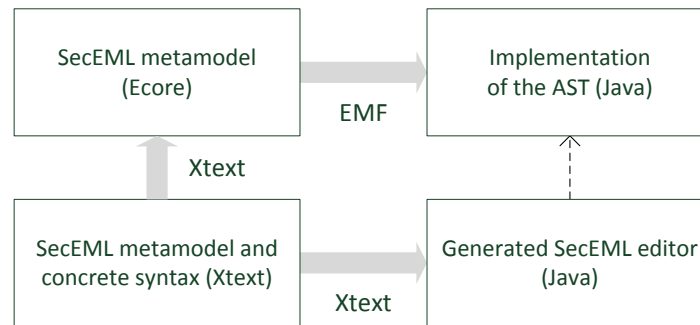 SecEML metamodel
(Ecore)
EMF
Implementation
of the AST (Java)
Xtext
SecEML metamodel and
concrete syntax (Xtext)
Xtext
Generated SecEML editor
(Java)